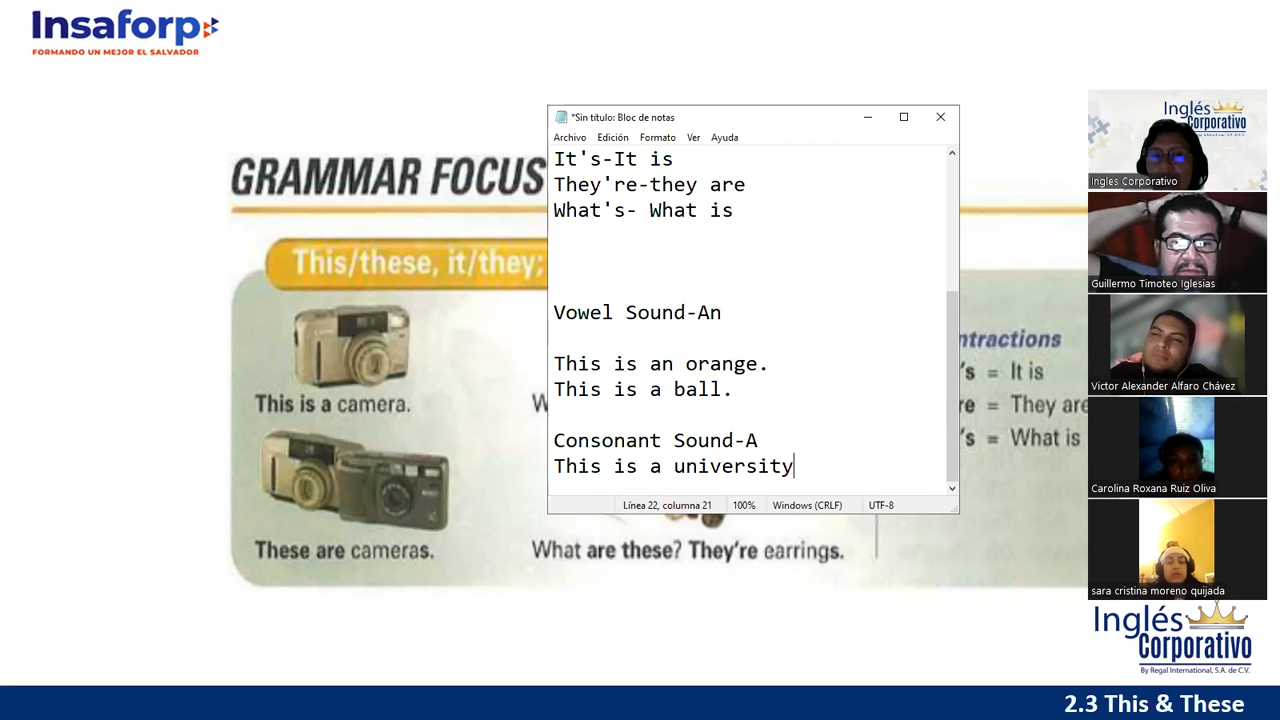 Insaforp
FORMANDO UN MEJOR EL SALVADOR
GRAMMAR FOCUS
This/these, it/they;
This is a camera.
These are cameras.
What are these? They're earrings.
ntractions
's = It is
re = They are
's = What is
*Sin título: Bloc de notas
Archivo Edición Formato Ver Ayuda
It's-It is
They're-they are
What's- What is
Vowel Sound-An
This is an orange.
This is a ball.
Consonant Sound-A
This is a university
Línea 22, columna 21 100% Windows (CRLF) UTF-8
Inglés
Corporativo
Ingles Corporativo
Guillermo Timoteo Iglesias
Victor Alexander Alfaro Chávez
Carolina Roxana Ruiz Oliva
sara cristina moreno quijada
Inglés
Corporativo
By Regal International, S.A. de C.V.
2.3 This & These